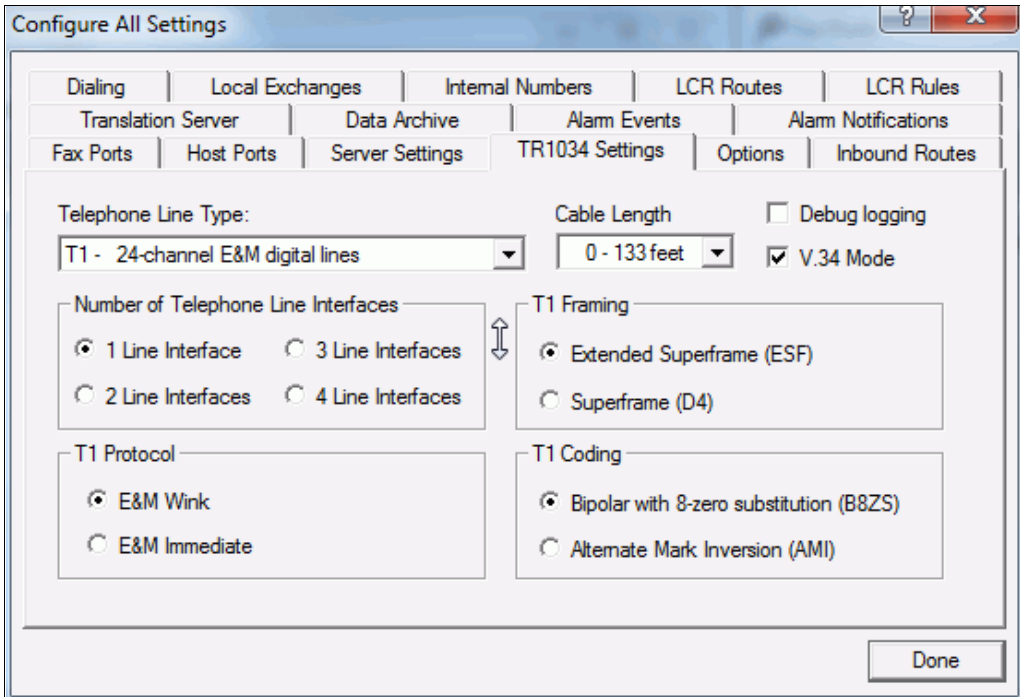 Configure All Settings
Dialing Local Exchanges Internal Numbers LCR Routes LCR Rules
Translation Server Data Archive Alarm Events Alarm Notifications
Fax Ports Host Ports Server Settings TR1034 Settings Options Inbound Routes
Telephone Line Type: Cable Length Debug logging
T1 - 24-channel E&M digital lines 0 - 133 feet V.34 Mode
Number of Telephone Line Interfaces T1 Framing
1 Line Interface 3 Line Interfaces Extended Superframe (ESF)
2 Line Interfaces 4 Line Interfaces Superframe (D4)
T1 Protocol T1 Coding
E&M Wink Bipolar with 8-zero substitution (B8ZS)
E&M Immediate Alternate Mark Inversion (AMI)
Done